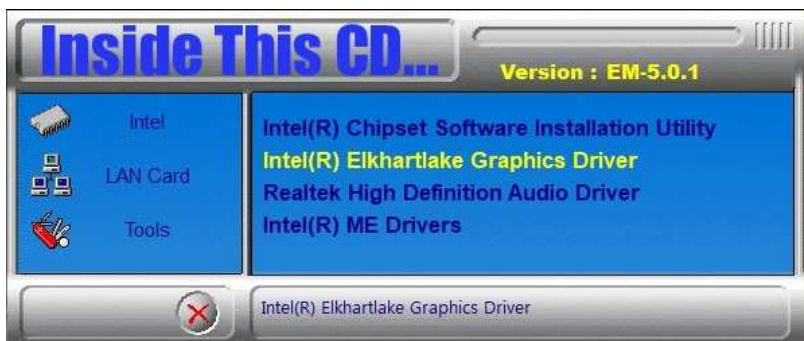 Inside This CD...
Version : EM-5.0.1
Intel
LAN Card
Tools
Intel(R) Chipset Software Installation Utility
Intel(R) Elkhartlake Graphics Driver
Realtek High Definition Audio Driver
Intel(R) ME Drivers
Intel(R) Elkhartlake Graphics Driver